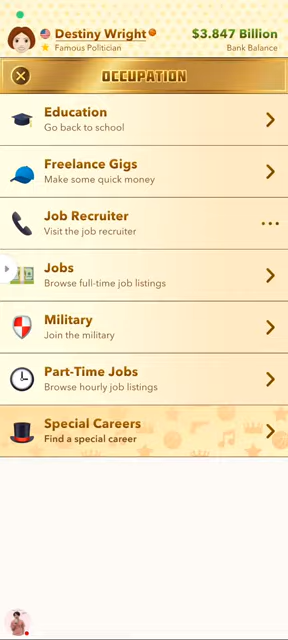 Destiny Wright
$3.847 Billion
Famous Politician
Bank Balance
OCCUPATION
Education
Go back to school
Freelance Gigs
Make some quick money
Job Recruiter
Visit the job recruiter
Jobs
Browse full-time job listings
Military
Join the military
Part-Time Jobs
Browse hourly job listings
Special Careers
Find a special career